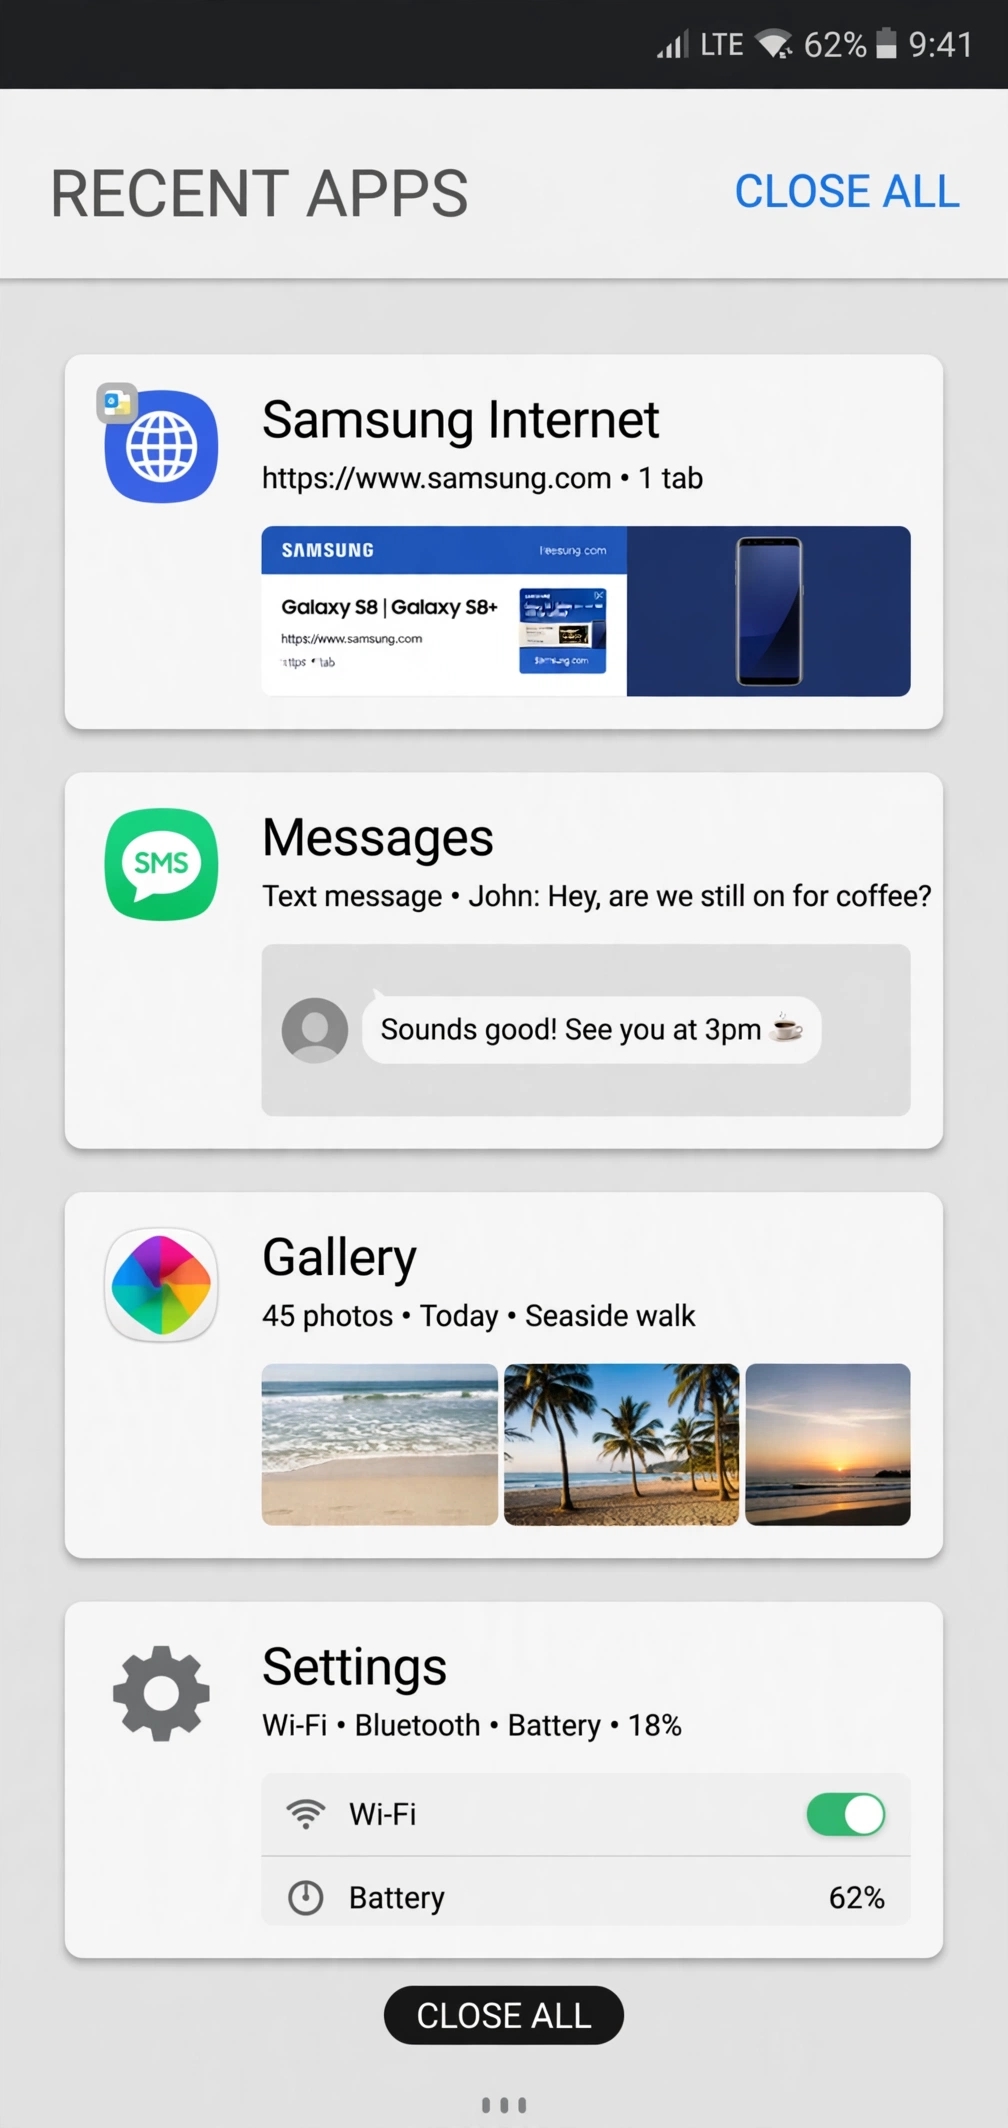 LTE 62% 9:41
RECENT APPS
CLOSE ALL
Samsung Internet
https://www.samsung.com • 1 tab
SAMSUNG
Galaxy S8 | Galaxy S8+
https://www.samsung.com
Messages
SMS
Text message • John: Hey, are we still on for coffee?
Sounds good! See you at 3pm ☕
Gallery
45 photos • Today • Seaside walk
Settings
Wi-Fi • Bluetooth • Battery • 18%
Wi-Fi
Battery 62%
CLOSE ALL